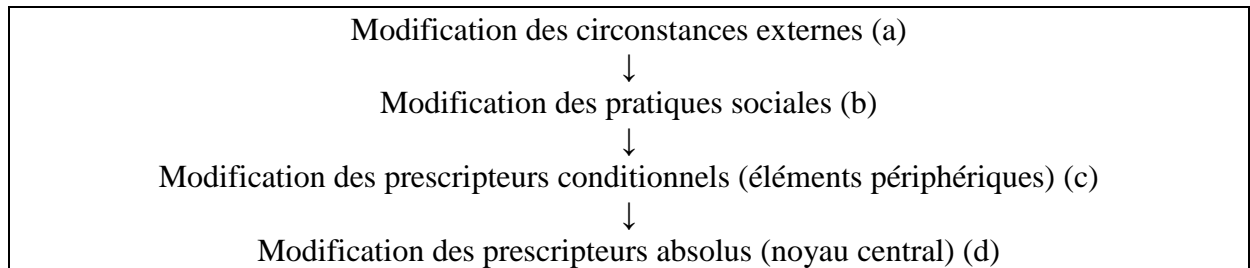 Modification des circonstances externes (a)
↓
Modification des pratiques sociales (b)
↓
Modification des prescripteurs conditionnels (éléments périphériques) (c)
↓
Modification des prescripteurs absolus (noyau central) (d)